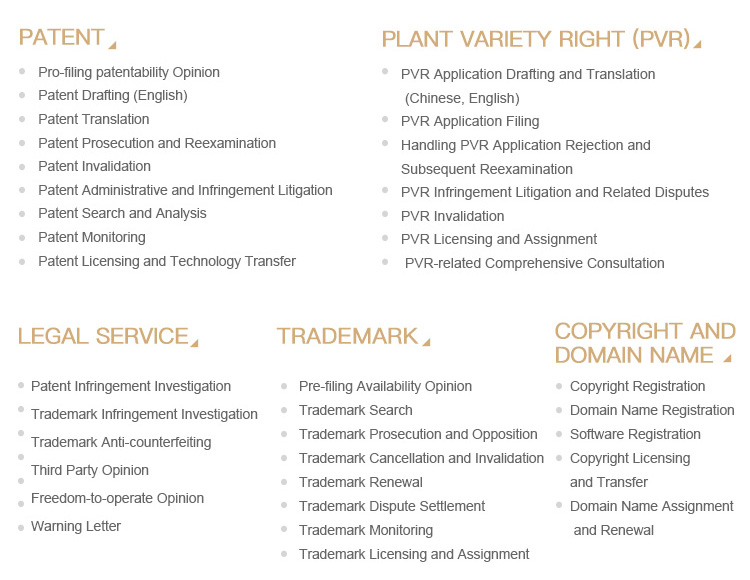 PATENT
Pro-filing patentability Opinion
Patent Drafting (English)
Patent Translation
Patent Prosecution and Reexamination
Patent Invalidation
Patent Administrative and Infringement Litigation
Patent Search and Analysis
Patent Monitoring
Patent Licensing and Technology Transfer
PLANT VARIETY RIGHT (PVR)
PVR Application Drafting and Translation
(Chinese, English)
PVR Application Filing
Handling PVR Application Rejection and
Subsequent Reexamination
PVR Infringement Litigation and Related Disputes
PVR Invalidation
PVR Licensing and Assignment
PVR-related Comprehensive Consultation
LEGAL SERVICE
Patent Infringement Investigation
Trademark Infringement Investigation
Trademark Anti-counterfeiting
Third Party Opinion
Freedom-to-operate Opinion
Warning Letter
TRADEMARK
Pre-filing Availability Opinion
Trademark Search
Trademark Prosecution and Opposition
Trademark Cancellation and Invalidation
Trademark Renewal
Trademark Dispute Settlement
Trademark Monitoring
Trademark Licensing and Assignment
COPYRIGHT AND
DOMAIN NAME
Copyright Registration
Domain Name Registration
Software Registration
Copyright Licensing
and Transfer
Domain Name Assignment
and Renewal